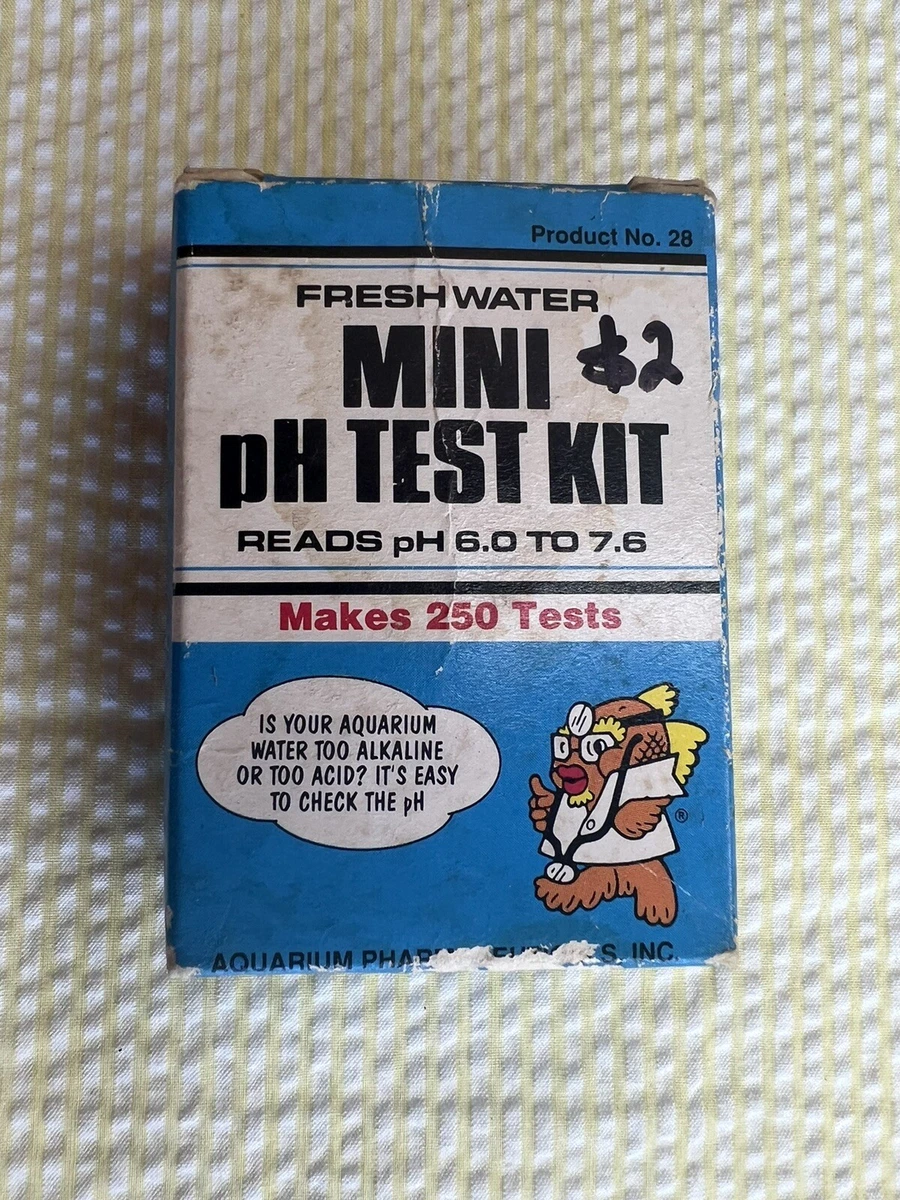 Product No. 28
FRESHWATER
MINI $2
pH TEST KIT
READS pH 6.0 TO 7.6
Makes 250 Tests
IS YOUR AQUARIUM
WATER TOO ALKALINE
OR TOO ACID? IT'S EASY
TO CHECK THE pH
®
AQUARIUM INC.